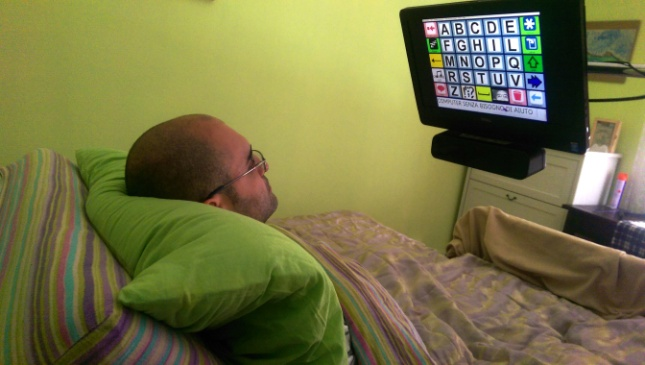 A B C D E
F G H I L
M N O P Q
R S T U V
Z
COMPUTER SENZA BISOGNO DI AIUTO